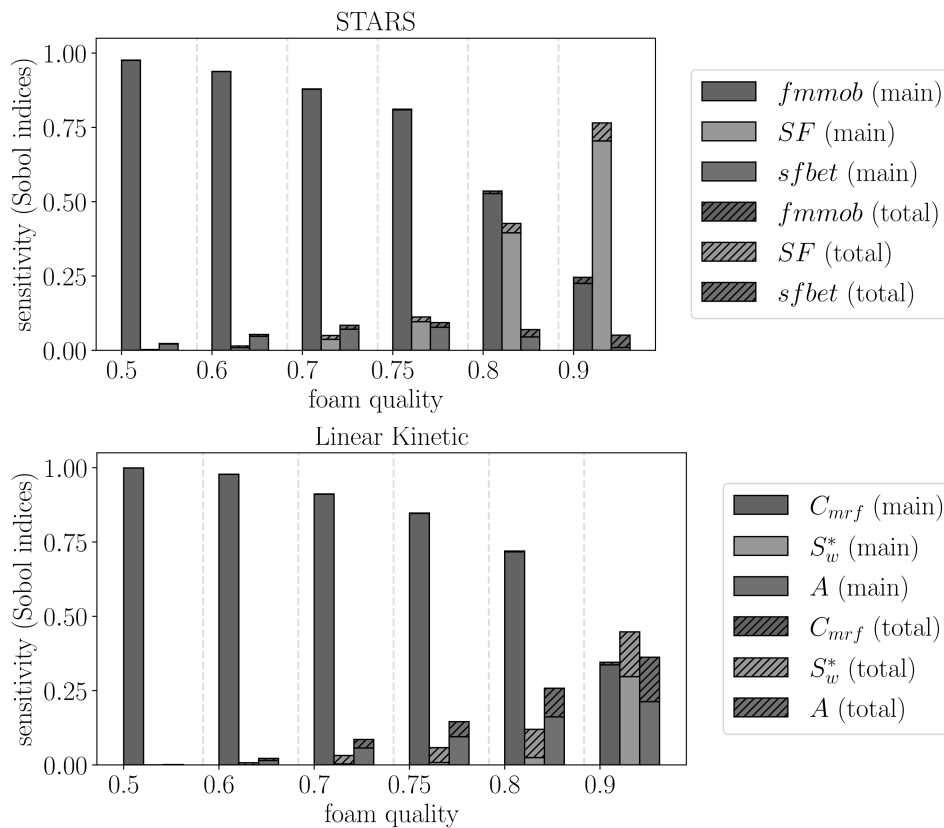 STARS
sensitivity (Sobol indices)
1.00
0.75
0.50
0.25
0.00
0.5 0.6 0.7 0.75 0.8 0.9
foam quality
fmmob (main)
SF (main)
sfbet (main)
fmmob (total)
SF (total)
sfbet (total)
Linear Kinetic
sensitivity (Sobol indices)
1.00
0.75
0.50
0.25
0.00
0.5 0.6 0.7 0.75 0.8 0.9
foam quality
C_{mrf} (main)
S_w^* (main)
A (main)
C_{mrf} (total)
S_w^* (total)
A (total)